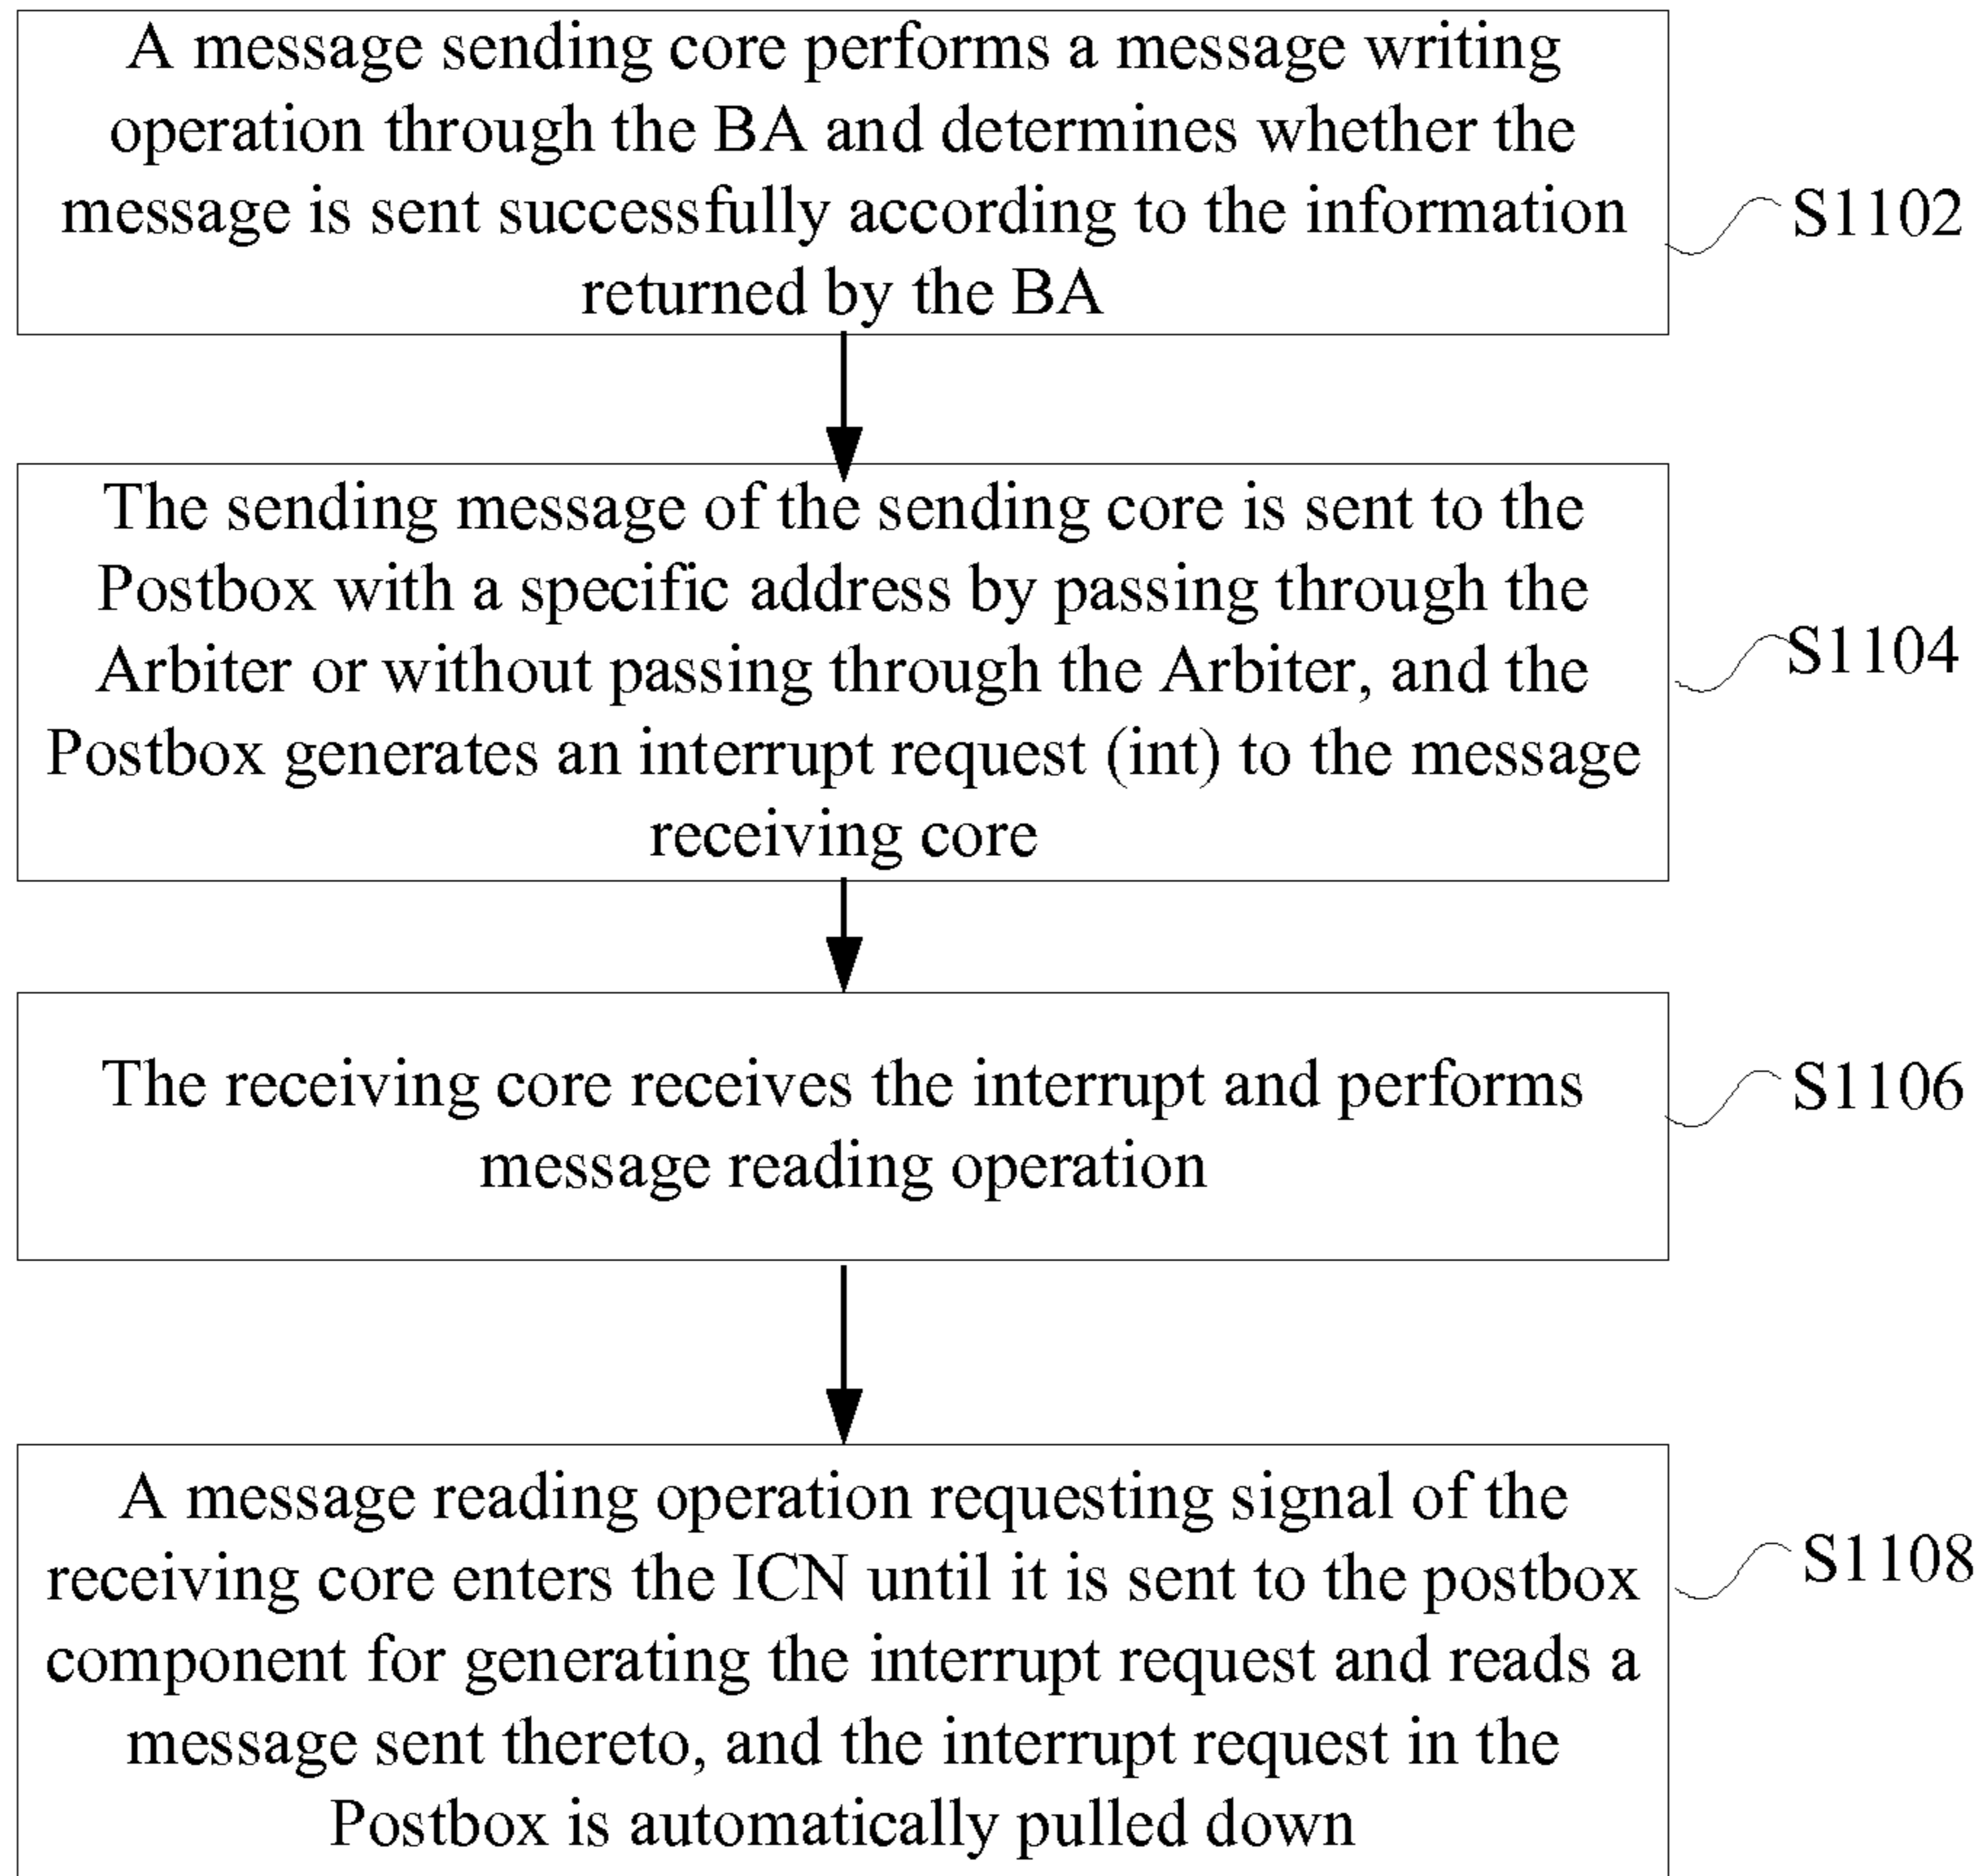 A message sending core performs a message writing
operation through the BA and determines whether the
message is sent successfully according to the information
returned by the BA
S1102
The sending message of the sending core is sent to the
Postbox with a specific address by passing through the
Arbiter or without passing through the Arbiter, and the
Postbox generates an interrupt request (int) to the message
receiving core
S1104
The receiving core receives the interrupt and performs
message reading operation
S1106
A message reading operation requesting signal of the
receiving core enters the ICN until it is sent to the postbox
component for generating the interrupt request and reads a
message sent thereto, and the interrupt request in the
Postbox is automatically pulled down
S1108